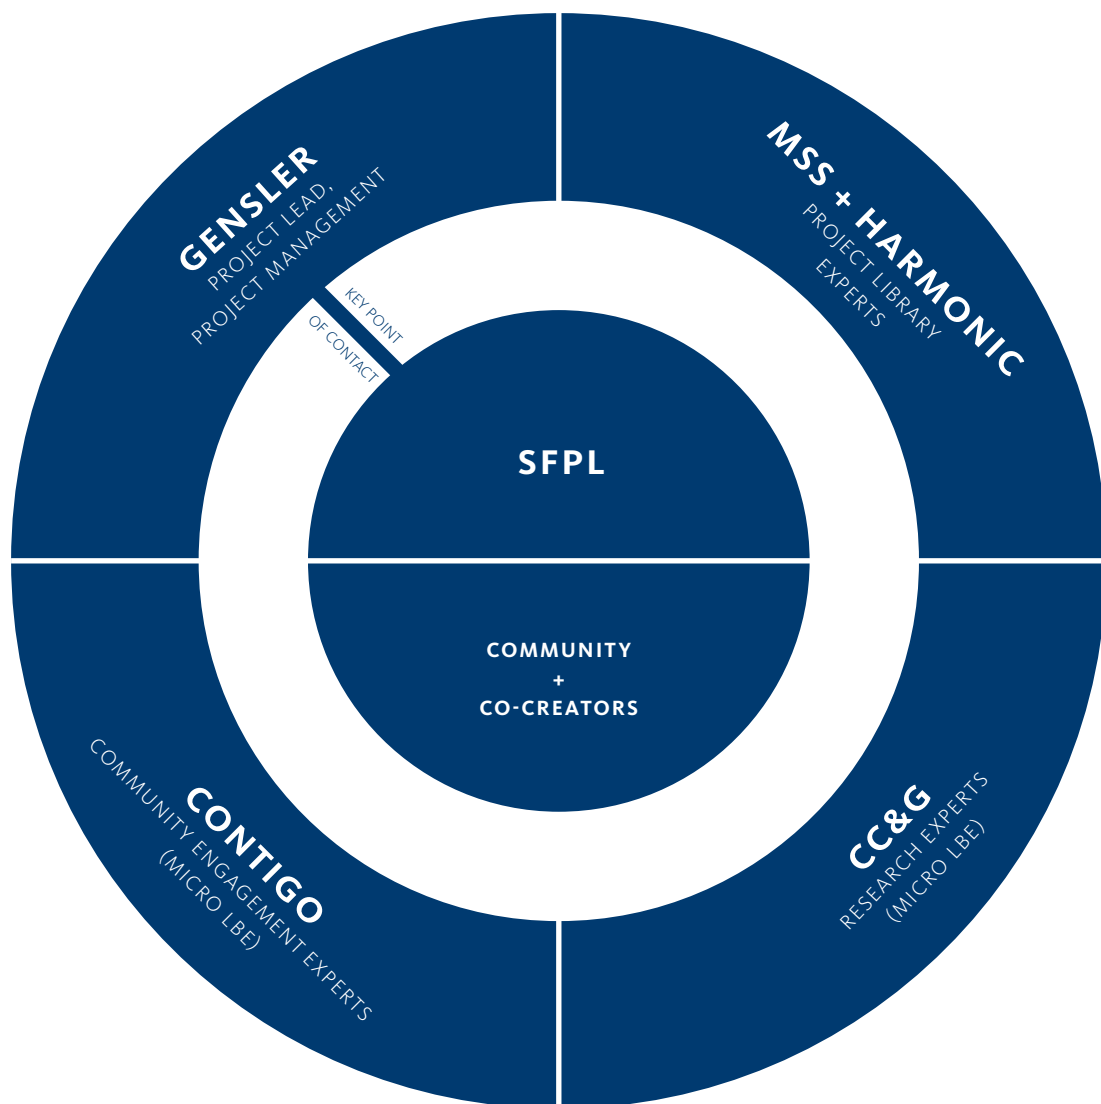 GENSLER
PROJECT LEAD,
PROJECT MANAGEMENT
MSS + HARMONIC
PROJECT LIBRARY
EXPERTS
KEY POINT
OF CONTACT
SFPL
COMMUNITY
+
CO-CREATORS
CONTIGO
COMMUNITY ENGAGEMENT EXPERTS
(MICRO LBE)
CC&G
RESEARCH EXPERTS
(MICRO LBE)